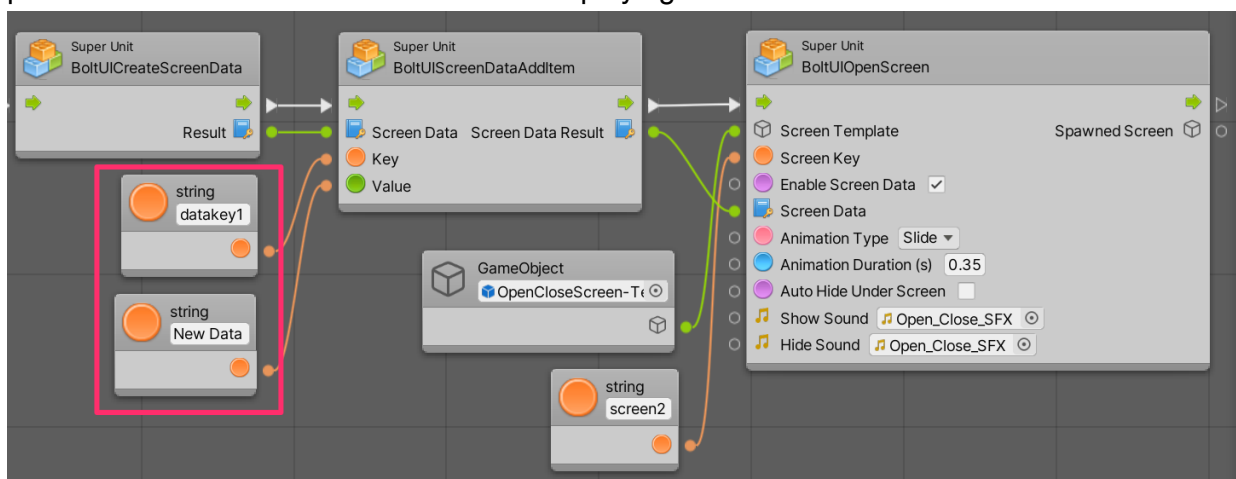 Super Unit
BoltUICreateScreenData
Result
string
datakey1
string
New Data
Super Unit
BoltUIScreenDataAddItem
Screen Data Screen Data Result
Key
Value
GameObject
OpenCloseScreen-Te
string
screen2
Super Unit
BoltUIOpenScreen
Screen Template Spawned Screen
Screen Key
Enable Screen Data
Screen Data
Animation Type Slide
Animation Duration (s) 0.35
Auto Hide Under Screen
Show Sound Open_Close_SFX
Hide Sound Open_Close_SFX